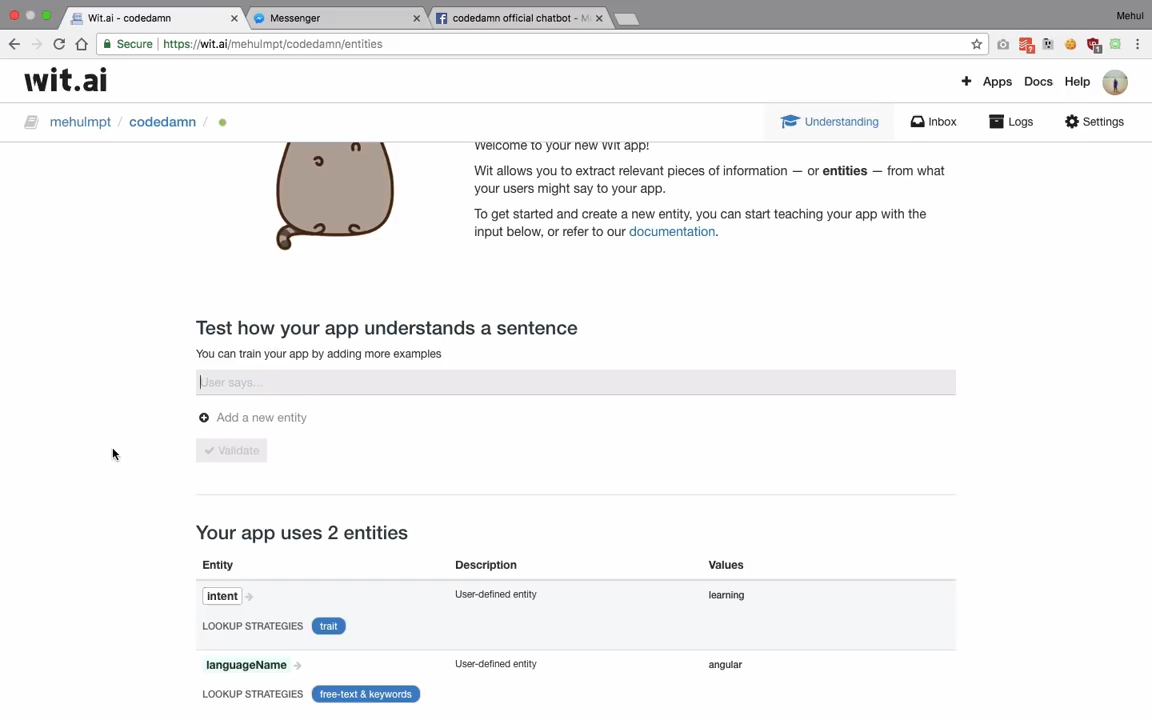 Wit.ai - codedamn
Messenger
codedamn official chatbot - M
Mehul
Secure
https://wit.ai/mehulmpt/codedamn/entities
wit.ai
+ Apps Docs Help
mehulmpt / codedamn /
Understanding
Inbox
Logs
Settings
Welcome to your new Wit app!
Wit allows you to extract relevant pieces of information — or entities — from what
your users might say to your app.
To get started and create a new entity, you can start teaching your app with the
input below, or refer to our documentation.
Test how your app understands a sentence
You can train your app by adding more examples
User says...
Add a new entity
Validate
Your app uses 2 entities
Entity Description Values
intent User-defined entity learning
LOOKUP STRATEGIES trait
languageName User-defined entity angular
LOOKUP STRATEGIES free-text & keywords